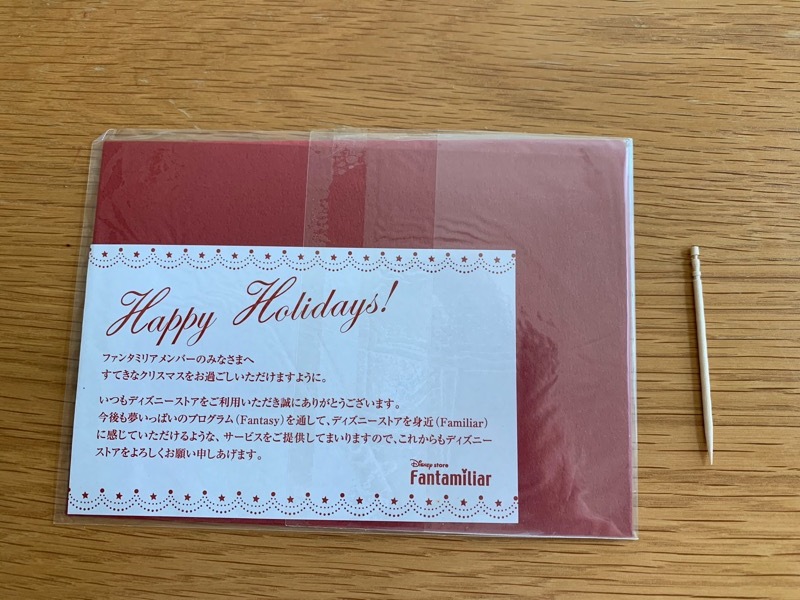 Happy Holidays!
ファンタミリアメンバーのみなさまへ
すてきなクリスマスをお過ごしいただけますように。
いつもディズニーストアをご利用いただき誠にありがとうございます。
今後も夢いっぱいのプログラム(Fantasy)を通して、ディズニーストアを身近(Familiar)
に感じていただけるような、サービスをご提供してまいりますので、これからもディズニー
ストアをよろしくお願い申しあげます。
Disney store
Fantamiliar